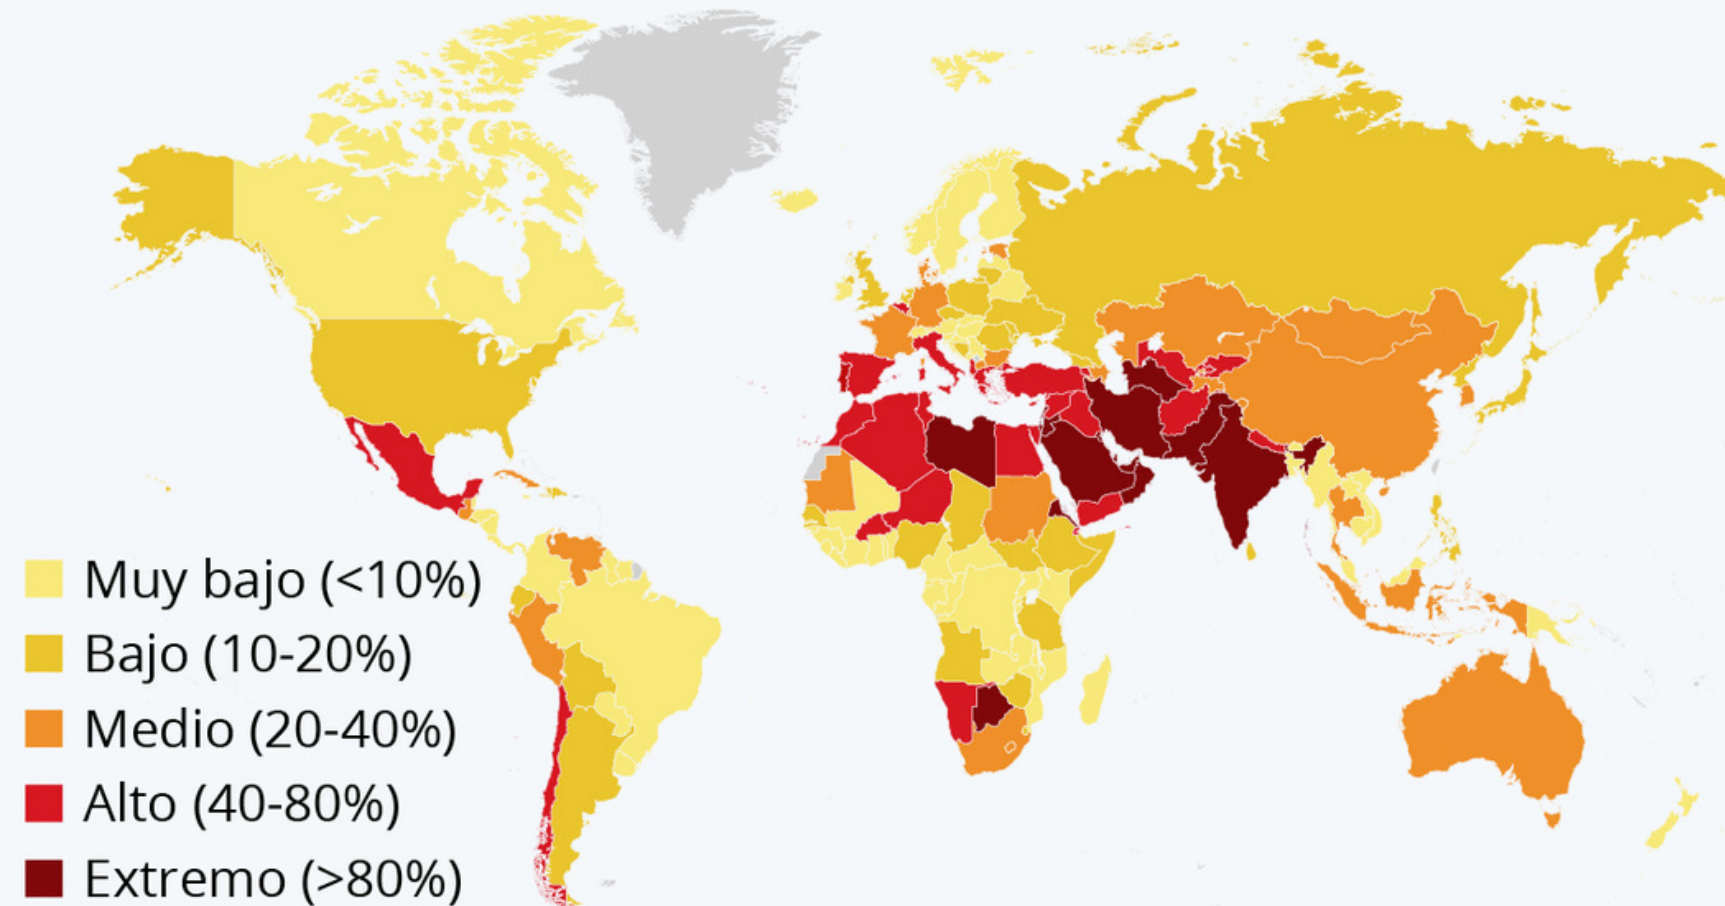 Muy bajo (<10%)
Bajo (10-20%)
Medio (20-40%)
Alto (40-80%)
Extremo (>80%)